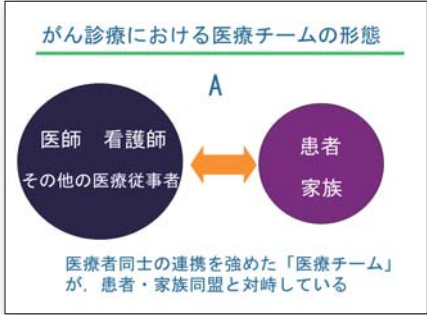 がん診療における医療チームの形態
A
医師　看護師
その他の医療従事者
患者
家族
医療者同士の連携を強めた「医療チーム」
が，患者・家族同盟と対峙している